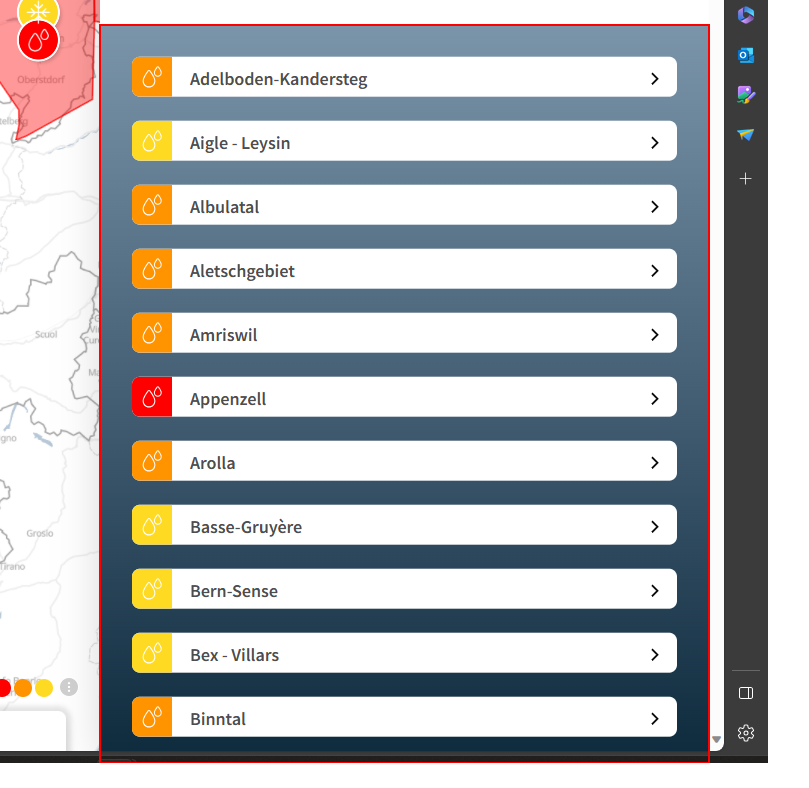 Oberstdorf
Adelboden-Kandersteg
Aigle - Leysin
Albulatal
Aletschgebiet
Amriswil
Scuol
Appenzell
Arolla
Basse-Gruyère
Grosio
Bern-Sense
Bex - Villars
Binntal